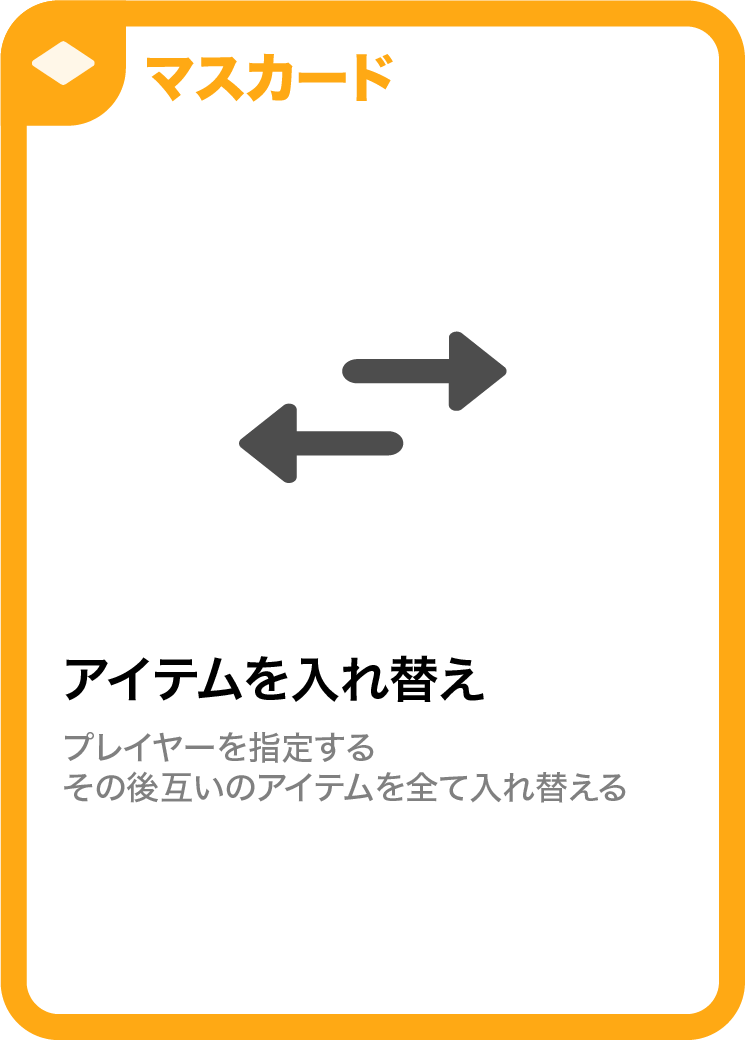 マスカード
アイテムを入れ替え
プレイヤーを指定する
その後互いのアイテムを全て入れ替える